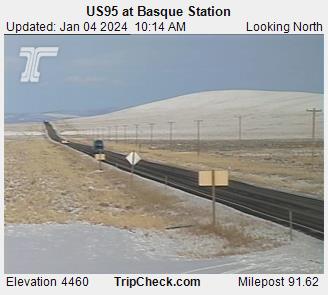 US95 at Basque Station
Updated: Jan 04 2024 10:14 AM Looking North
Elevation 4460 TripCheck.com Milepost 91.62